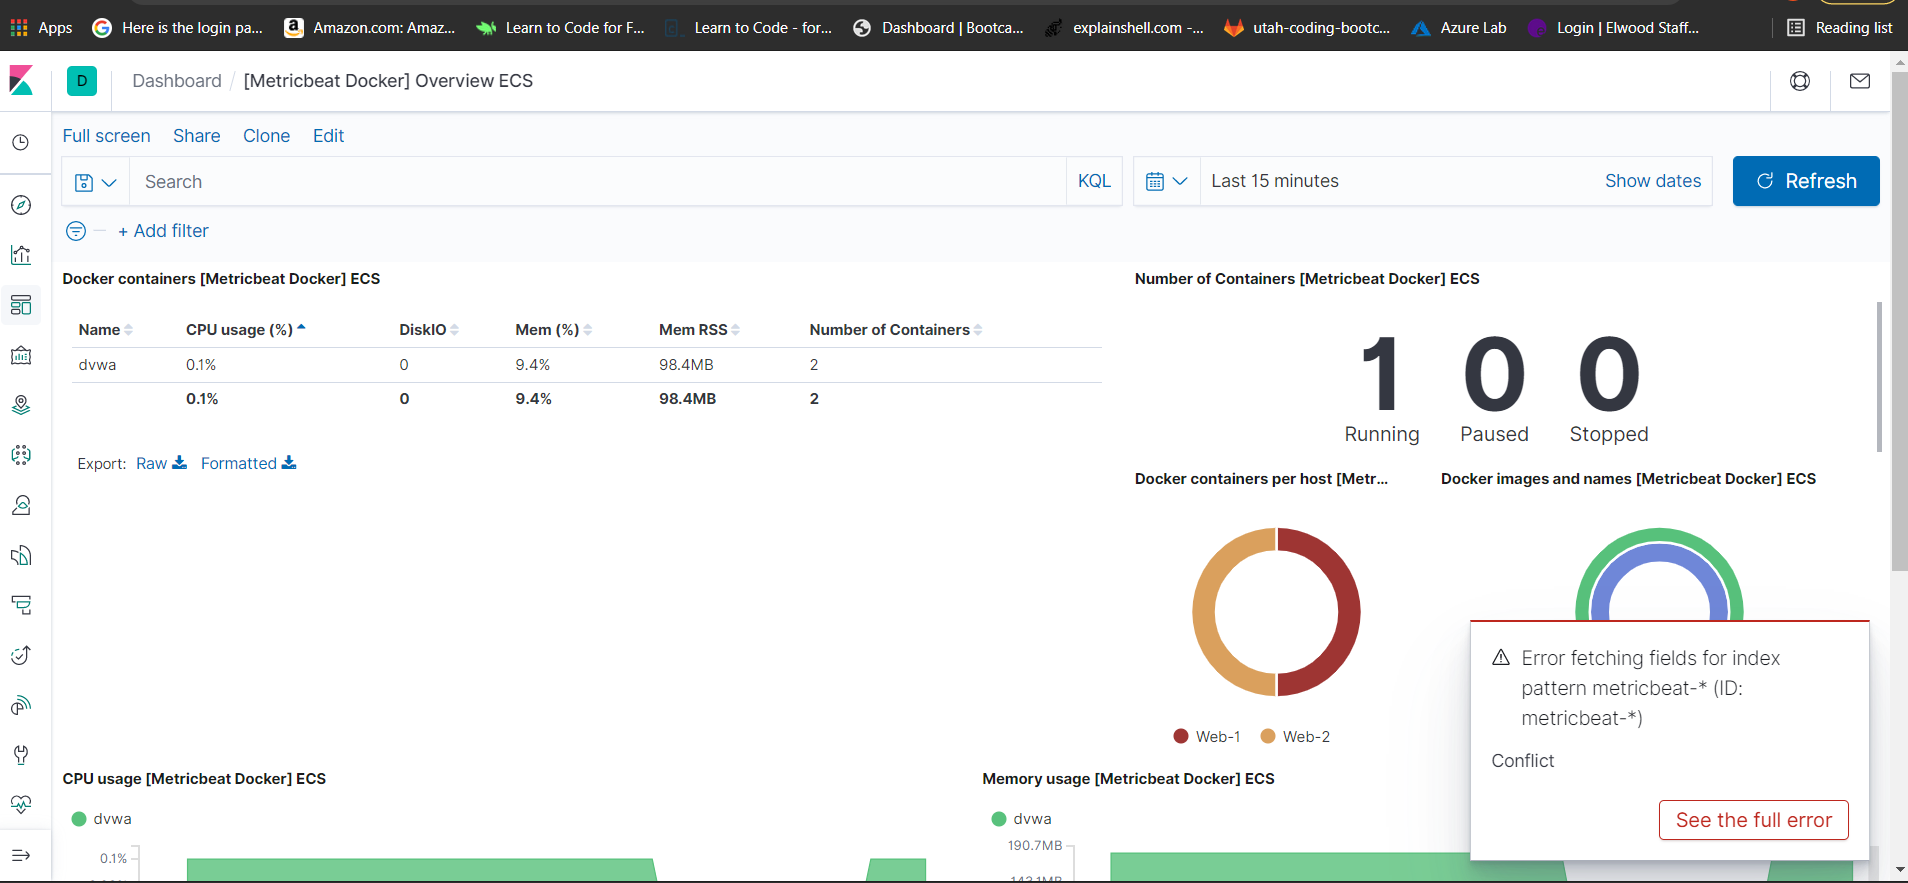 Apps
Here is the login pa...
Amazon.com: Amaz...
Learn to Code for F...
Learn to Code - for...
Dashboard | Bootca...
explainshell.com -...
utah-coding-bootc...
Azure Lab
Login | Elwood Staff...
Reading list
D
Dashboard / [Metricbeat Docker] Overview ECS
Full screen Share Clone Edit
Search KQL
Last 15 minutes Show dates
Refresh
+ Add filter
Docker containers [Metricbeat Docker] ECS
Name CPU usage (%) DiskIO Mem (%) Mem RSS Number of Containers
dvwa 0.1% 0 9.4% 98.4MB 2
0.1% 0 9.4% 98.4MB 2
Export: Raw Formatted
Number of Containers [Metricbeat Docker] ECS
1 0 0
Running Paused Stopped
Docker containers per host [Metr...
Web-1 Web-2
Docker images and names [Metricbeat Docker] ECS
CPU usage [Metricbeat Docker] ECS
dvwa
0.1%
Memory usage [Metricbeat Docker] ECS
dvwa
190.7MB
143.1MB
Error fetching fields for index
pattern metricbeat-* (ID:
metricbeat-*)
Conflict
See the full error